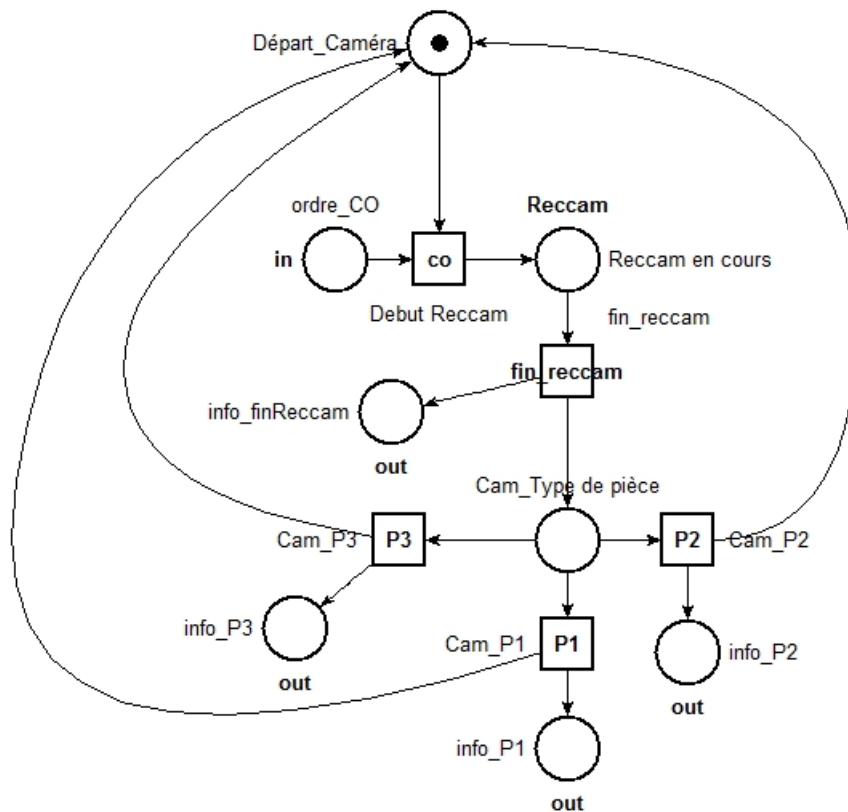 Départ_Caméra
ordre_CO
Reccam
in
co
Reccam en cours
Debut Reccam
fin_reccam
fin_reccam
info_finReccam
out
Cam_Type de pièce
Cam_P3
P3
P2
Cam_P2
info_P3
out
Cam_P1
P1
info_P2
out
info_P1
out